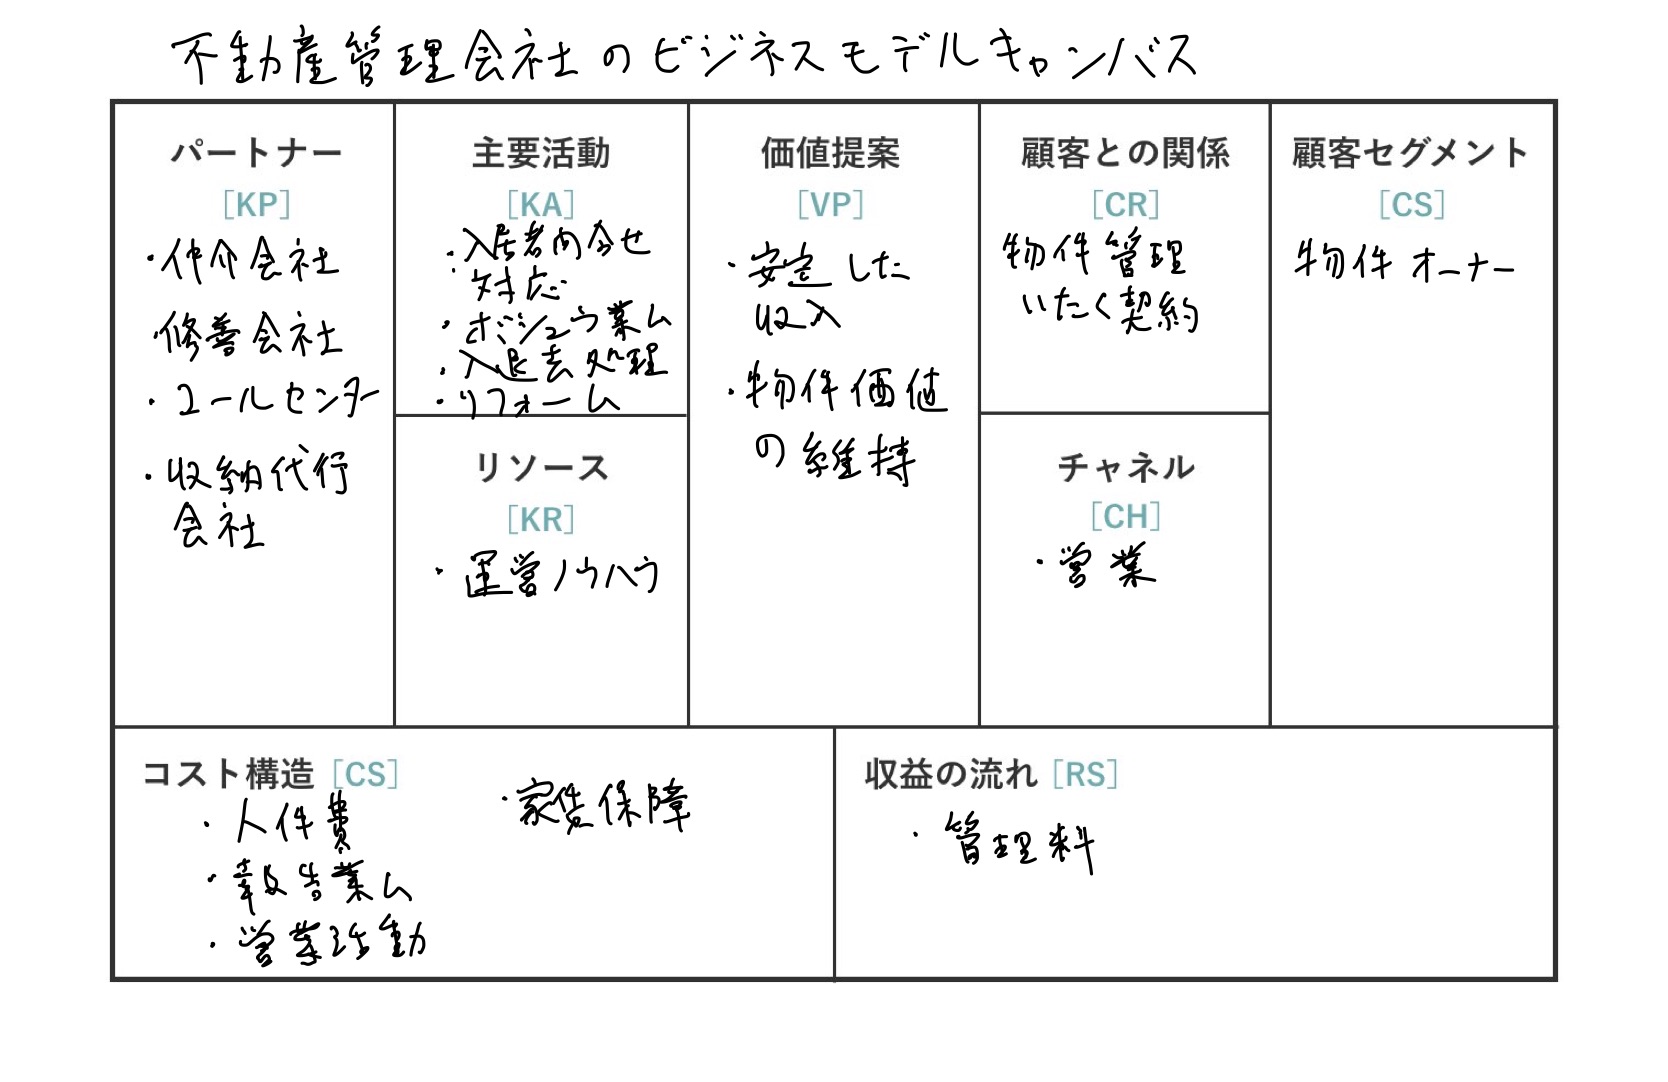 不動産管理会社のビジネスモデルキャンバス
パートナー
[KP]
・仲介会社
・修善会社
・コールセンター
・収納代行
会社
主要活動
[KA]
・入居者向合せ
対応
・ボシュウ業ム
・入退去処理
・リフォーム
リソース
[KR]
・運営ノウハウ
価値提案
[VP]
・安定した
収入
・物件価値
の維持
顧客との関係
[CR]
物件管理
いたく契約
チャネル
[CH]
・営業
顧客セグメント
[CS]
物件オーナー
コスト構造 [CS]
・人件費
・報告業ム
・営業活動
・家賃保障
収益の流れ [RS]
・管理料